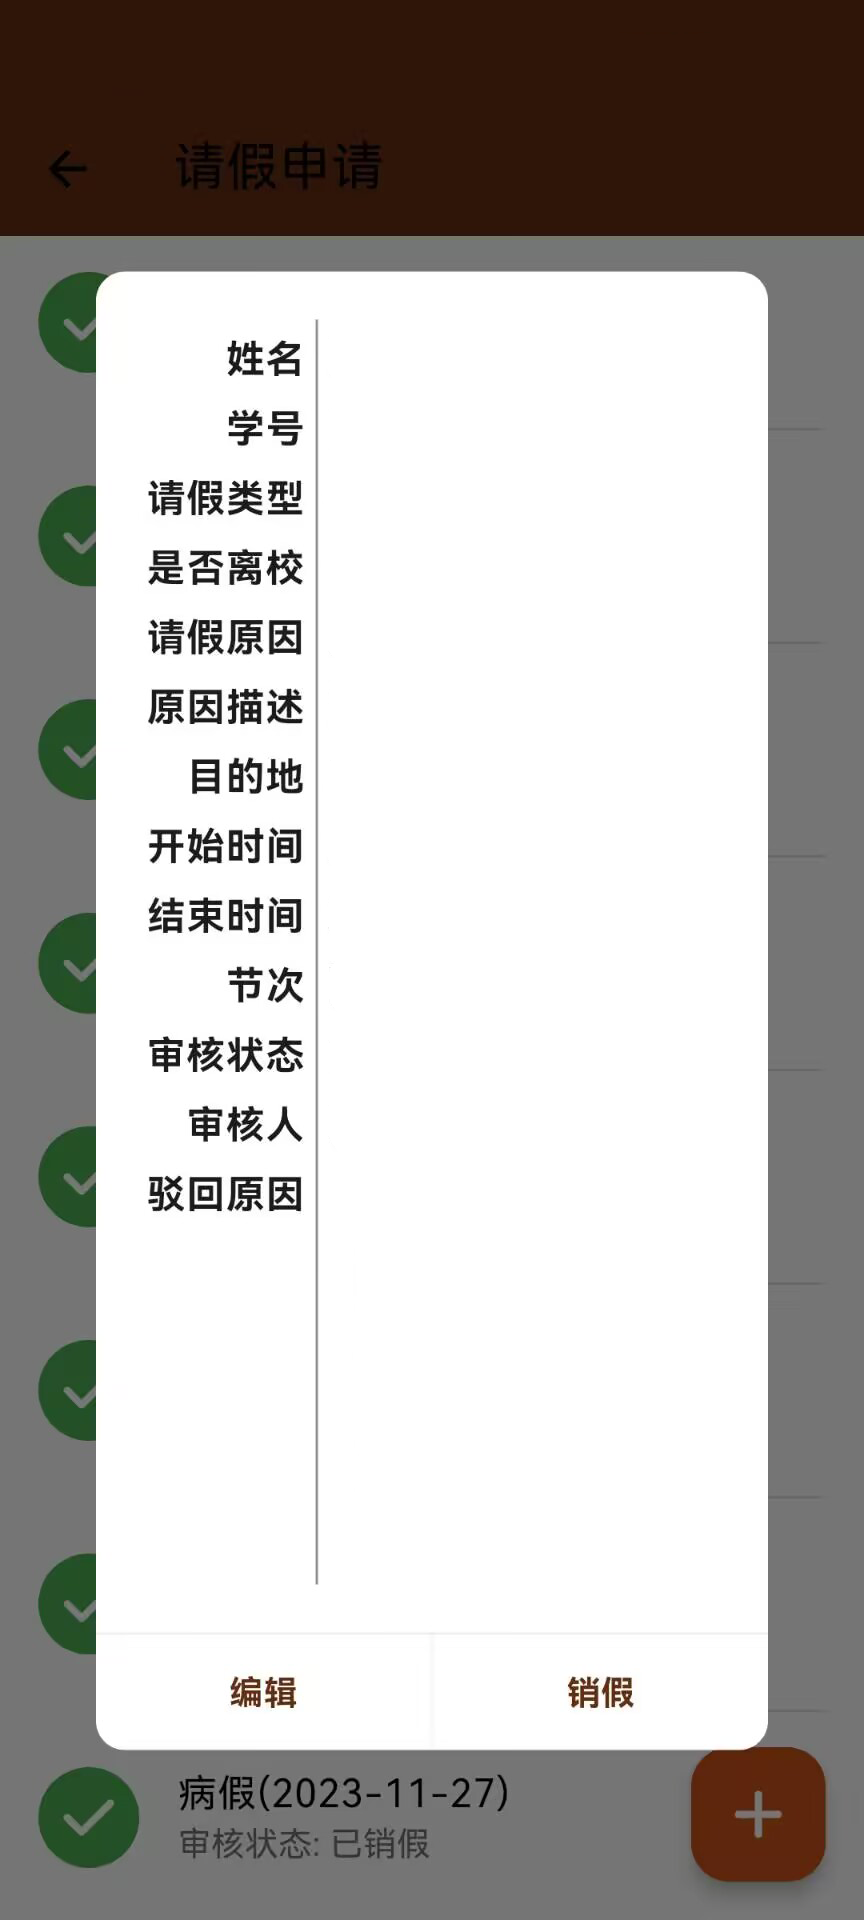 请假申请
姓名
学号
请假类型
是否离校
请假原因
原因描述
目的地
开始时间
结束时间
节次
审核状态
审核人
驳回原因
编辑
销假
病假(2023-11-27)
审核状态: 已销假